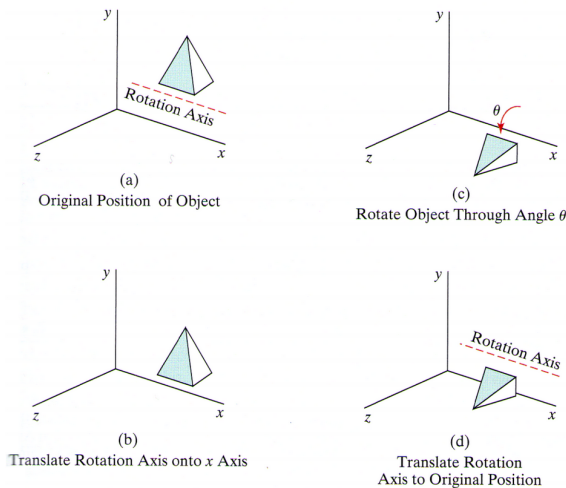 y
Rotation Axis
z
x
(a)
Original Position of Object
y
θ
z
x
(c)
Rotate Object Through Angle θ
y
z
x
(b)
Translate Rotation Axis onto x Axis
y
Rotation Axis
z
x
(d)
Translate Rotation
Axis to Original Position